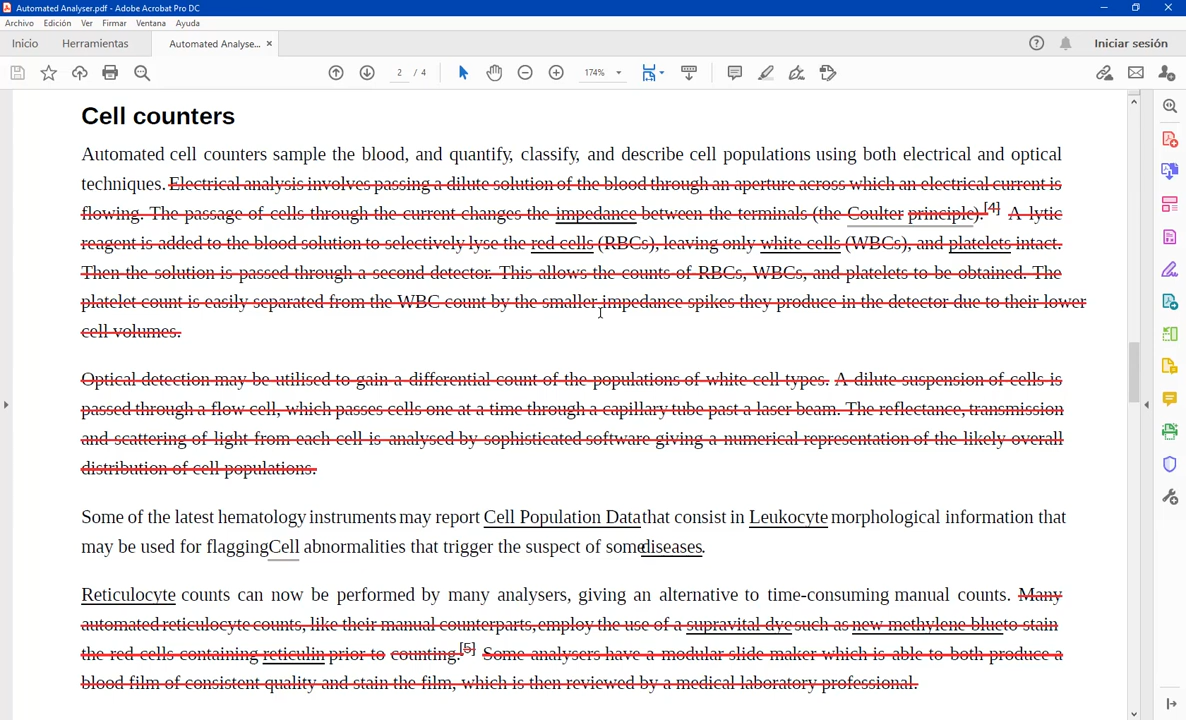 Automated Analyser.pdf - Adobe Acrobat Pro DC
Archivo Edición Ver Firmar Ventana Ayuda
Inicio Herramientas Automated Analyse... × Iniciar sesión
2 / 4 174%
Cell counters
Automated cell counters sample the blood, and quantify, classify, and describe cell populations using both electrical and optical
techniques. Electrical analysis involves passing a dilute solution of the blood through an aperture across which an electrical current is
flowing. The passage of cells through the current changes the impedance between the terminals (the Coulter principle).[4] A lytic
reagent is added to the blood solution to selectively lyse the red cells (RBCs), leaving only white cells (WBCs), and platelets intact.
Then the solution is passed through a second detector. This allows the counts of RBCs, WBCs, and platelets to be obtained. The
platelet count is easily separated from the WBC count by the smaller impedance spikes they produce in the detector due to their lower
cell volumes.
Optical detection may be utilised to gain a differential count of the populations of white cell types. A dilute suspension of cells is
passed through a flow cell, which passes cells one at a time through a capillary tube past a laser beam. The reflectance, transmission
and scattering of light from each cell is analysed by sophisticated software giving a numerical representation of the likely overall
distribution of cell populations.
Some of the latest hematology instruments may report Cell Population Data that consist in Leukocyte morphological information that
may be used for flagging Cell abnormalities that trigger the suspect of some diseases.
Reticulocyte counts can now be performed by many analysers, giving an alternative to time-consuming manual counts. Many
automated reticulocyte counts, like their manual counterparts, employ the use of a supravital dye such as new methylene blue to stain
the red cells containing reticulin prior to counting.[5] Some analysers have a modular slide maker which is able to both produce a
blood film of consistent quality and stain the film, which is then reviewed by a medical laboratory professional.